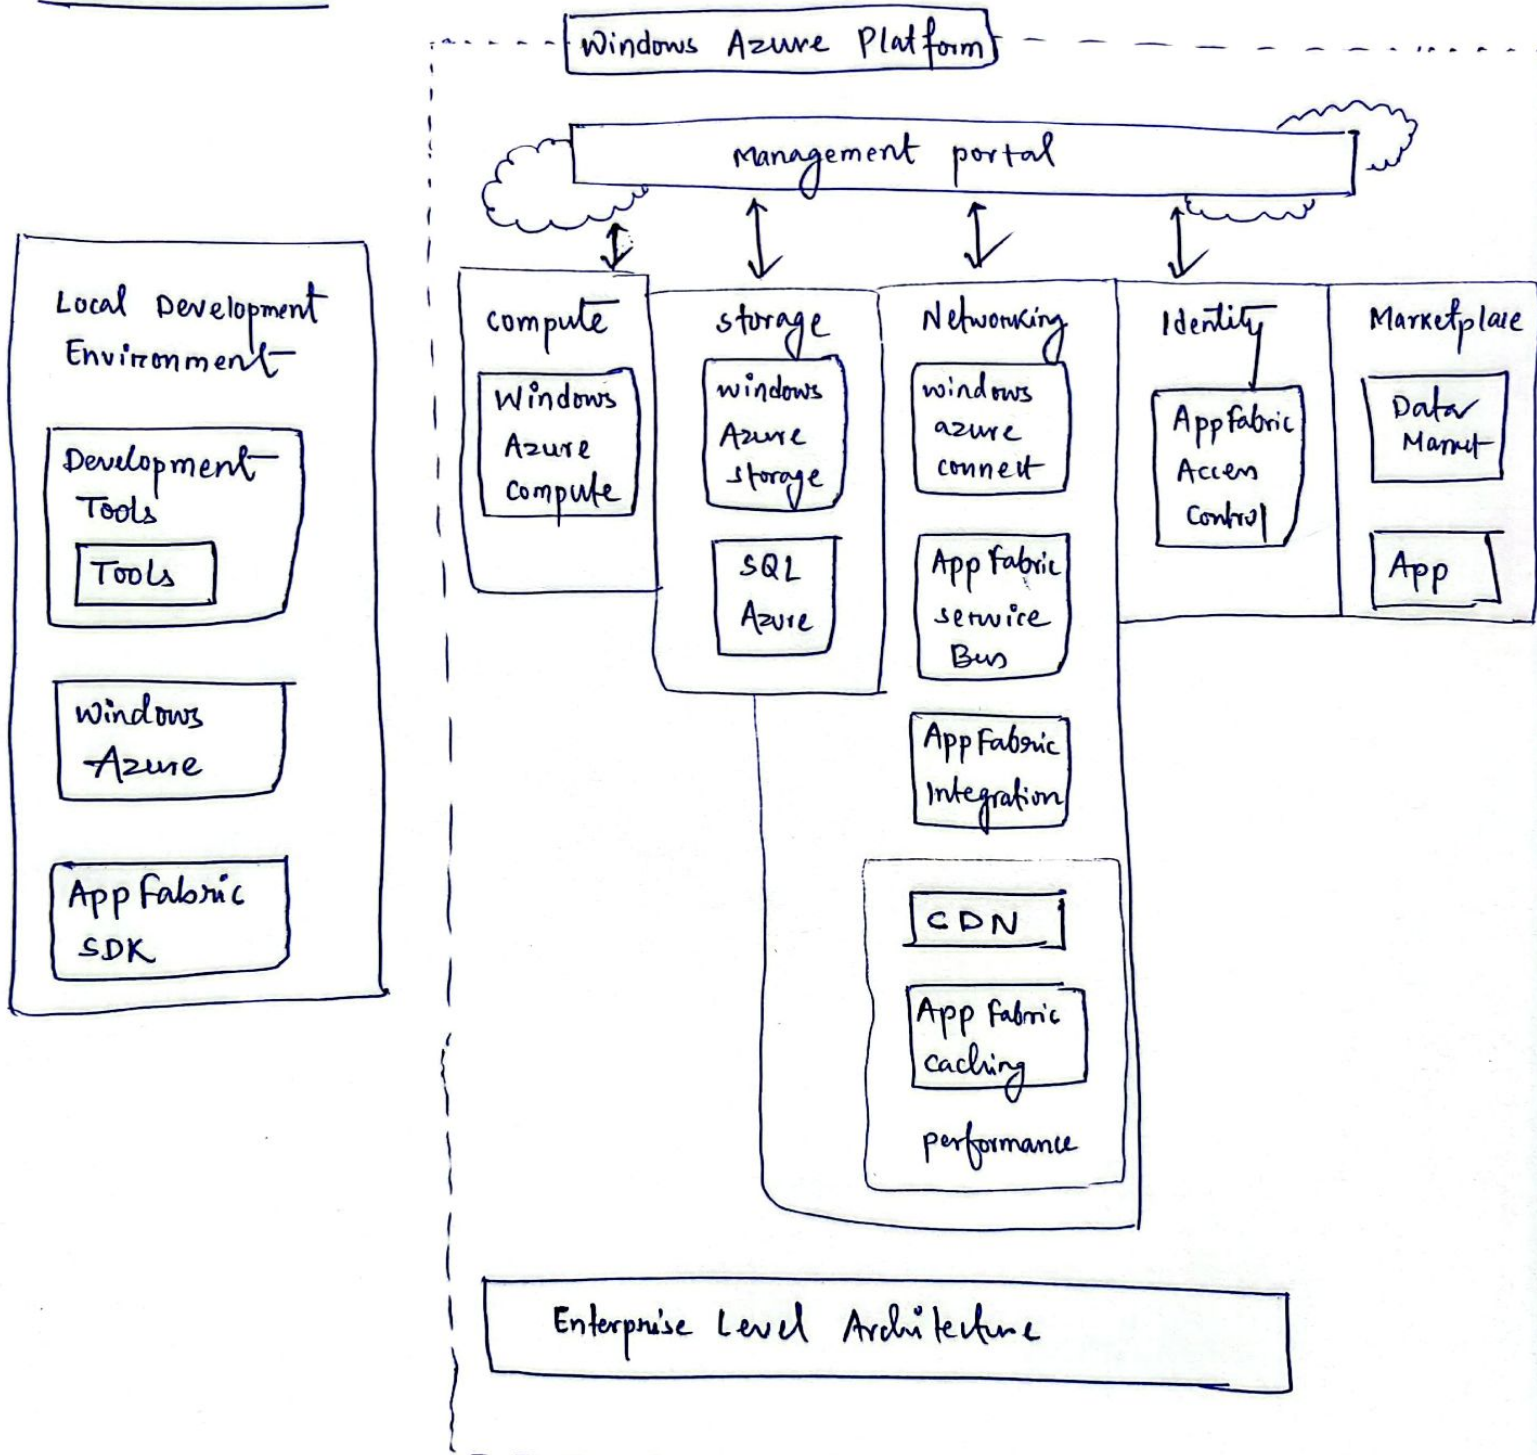 Windows Azure Platform
Management portal
Local Development
Environment
Development
Tools
Tools
Windows
Azure
App Fabric
SDK
compute
Windows
Azure
compute
storage
windows
Azure
storage
SQL
Azure
Networking
windows
azure
connect
App Fabric
service
Bus
App Fabric
Integration
CDN
App Fabric
caching
performance
Identity
App Fabric
Access
Control
Marketplace
Data
Market
App
Enterprise Level Architecture